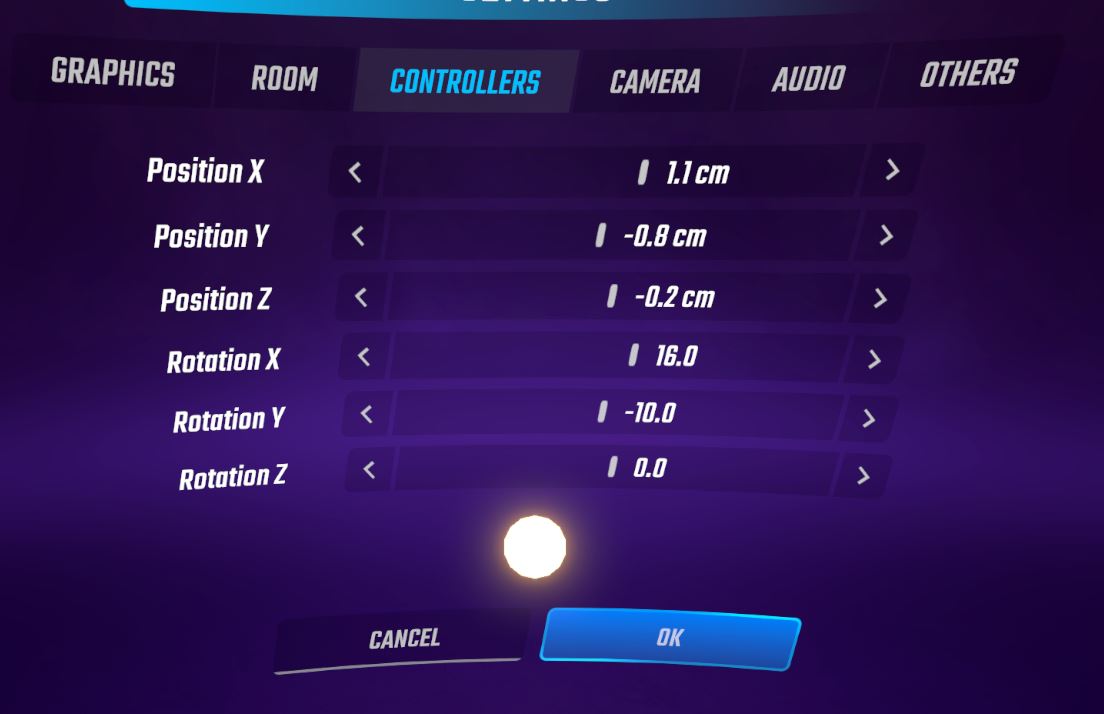 GRAPHICS ROOM CONTROLLERS CAMERA AUDIO OTHERS
Position X 1.1 cm
Position Y -0.8 cm
Position Z -0.2 cm
Rotation X 16.0
Rotation Y -10.0
Rotation Z 0.0
CANCEL OK